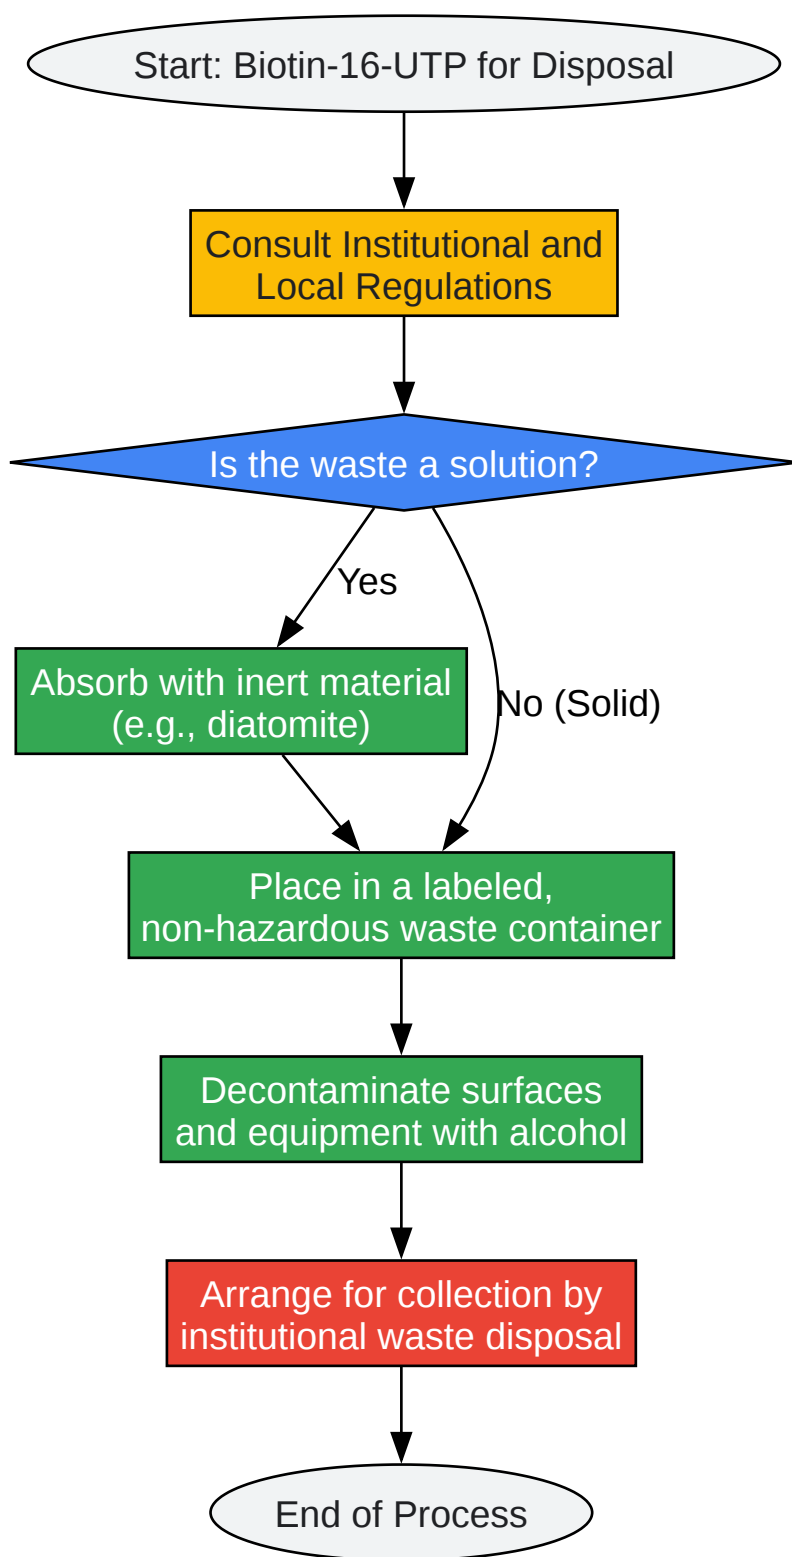 Start: Biotin-16-UTP for Disposal
Consult Institutional and
Local Regulations
Is the waste a solution?
Yes
Absorb with inert material
(e.g., diatomite)
No (Solid)
Place in a labeled,
non-hazardous waste container
Decontaminate surfaces
and equipment with alcohol
Arrange for collection by
institutional waste disposal
End of Process